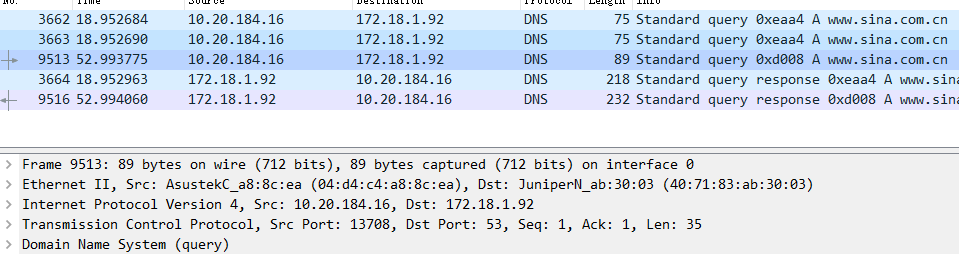 No. Time Source Destination Protocol Length Info
3662 18.952684 10.20.184.16 172.18.1.92 DNS 75 Standard query 0xeaa4 A www.sina.com.cn
3663 18.952690 10.20.184.16 172.18.1.92 DNS 75 Standard query 0xeaa4 A www.sina.com.cn
9513 52.993775 10.20.184.16 172.18.1.92 DNS 89 Standard query 0xd008 A www.sina.com.cn
3664 18.952963 172.18.1.92 10.20.184.16 DNS 218 Standard query response 0xeaa4 A www.sina
9516 52.994060 172.18.1.92 10.20.184.16 DNS 232 Standard query response 0xd008 A www.sina
Frame 9513: 89 bytes on wire (712 bits), 89 bytes captured (712 bits) on interface 0
Ethernet II, Src: AsustekC_a8:8c:ea (04:d4:c4:a8:8c:ea), Dst: JuniperN_ab:30:03 (40:71:83:ab:30:03)
Internet Protocol Version 4, Src: 10.20.184.16, Dst: 172.18.1.92
Transmission Control Protocol, Src Port: 13708, Dst Port: 53, Seq: 1, Ack: 1, Len: 35
Domain Name System (query)